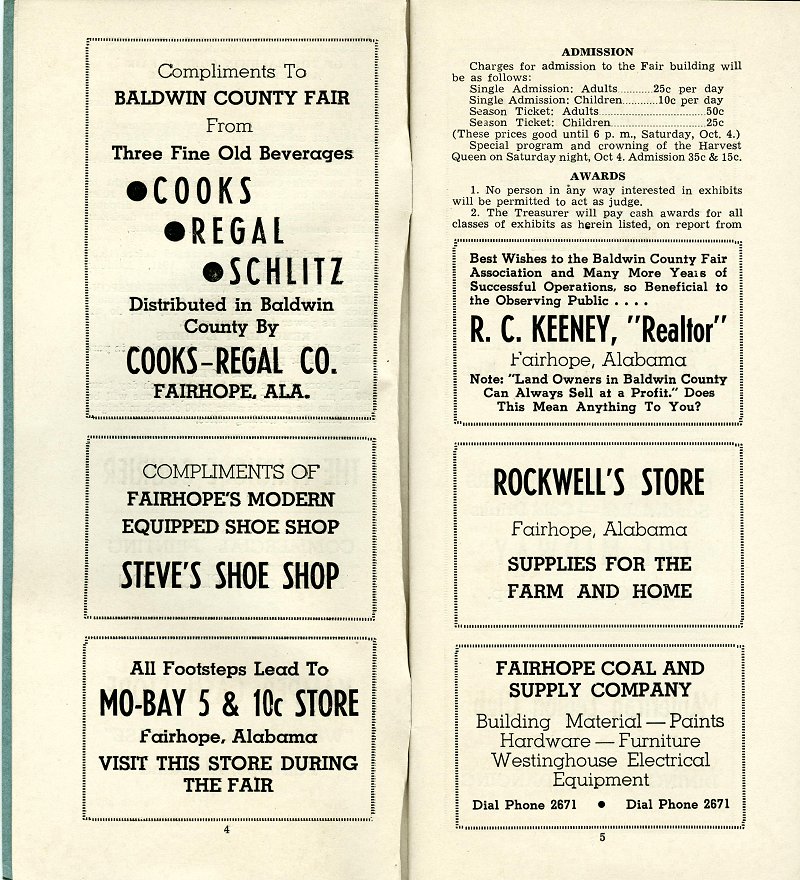 Compliments To
BALDWIN COUNTY FAIR
From
Three Fine Old Beverages
●COOKS
●REGAL
●SCHLITZ
Distributed in Baldwin
County By
COOKS-REGAL CO.
FAIRHOPE, ALA.
COMPLIMENTS OF
FAIRHOPE'S MODERN
EQUIPPED SHOE SHOP
STEVE'S SHOE SHOP
All Footsteps Lead To
MO-BAY 5 & 10c STORE
Fairhope, Alabama
VISIT THIS STORE DURING
THE FAIR
4
ADMISSION
Charges for admission to the Fair building will
be as follows:
Single Admission: Adults..........25c per day
Single Admission: Children..........10c per day
Season Ticket: Adults..............................50c
Season Ticket: Children..........................25c
(These prices good until 6 p. m., Saturday, Oct. 4.)
Special program and crowning of the Harvest
Queen on Saturday night, Oct 4. Admission 35c & 15c.
AWARDS
1. No person in any way interested in exhibits
will be permitted to act as judge.
2. The Treasurer will pay cash awards for all
classes of exhibits as herein listed, on report from
Best Wishes to the Baldwin County Fair
Association and Many More Years of
Successful Operations, so Beneficial to
the Observing Public . . . .
R. C. KEENEY, "Realtor"
Fairhope, Alabama
Note: "Land Owners in Baldwin County
Can Always Sell at a Profit." Does
This Mean Anything To You?
ROCKWELL'S STORE
Fairhope, Alabama
SUPPLIES FOR THE
FARM AND HOME
FAIRHOPE COAL AND
SUPPLY COMPANY
Building Material — Paints
Hardware — Furniture
Westinghouse Electrical
Equipment
Dial Phone 2671 ● Dial Phone 2671
5